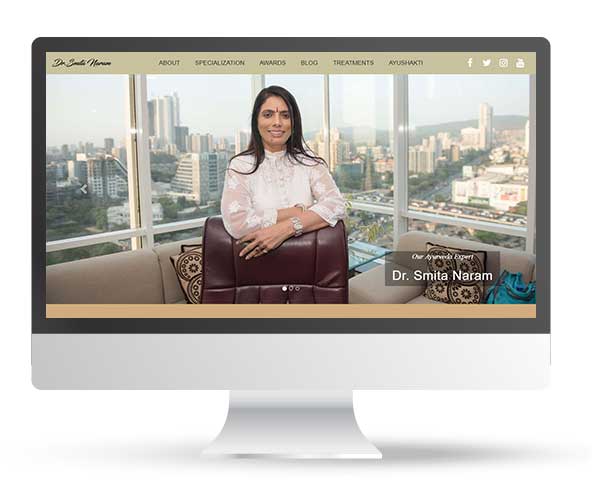 Dr. Smita Naram ABOUT SPECIALIZATION AWARDS BLOG TREATMENTS AYUSHAKTI
Our Ayurveda Expert
Dr. Smita Naram